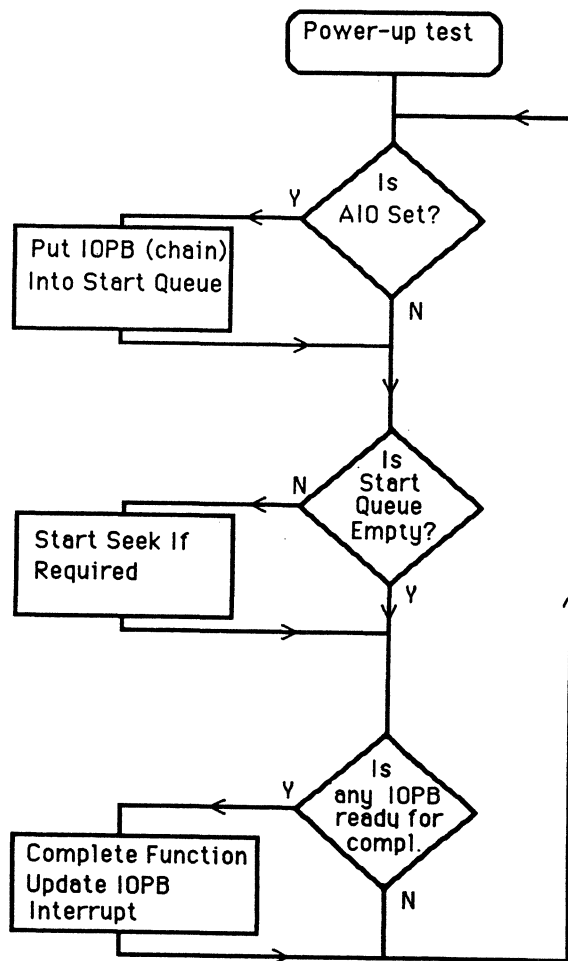 Power-up test
Is
AIO Set?
Y
Put IOPB (chain)
Into Start Queue
N
Is
Start
Queue
Empty?
N
Start Seek If
Required
Y
Is
any IOPB
ready for
compl.
Y
Complete Function
Update IOPB
Interrupt
N